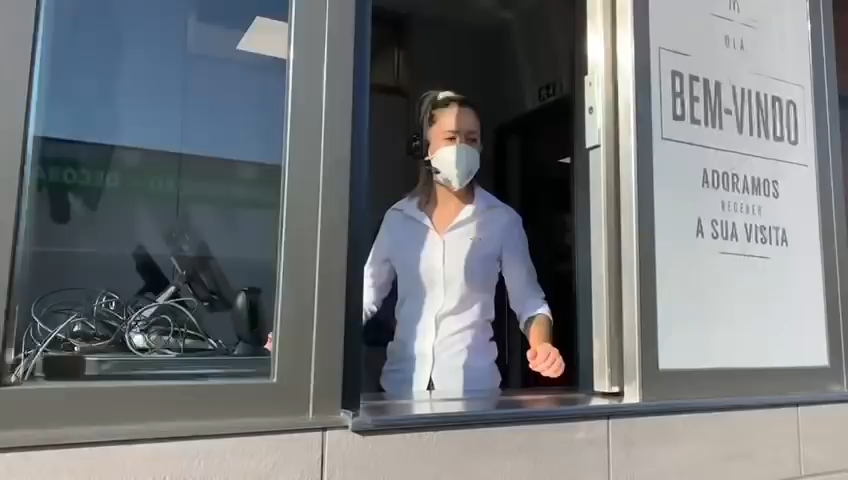 OLÁ
BEM-VINDO
ADORAMOS
RECEBER
A SUA VISITA